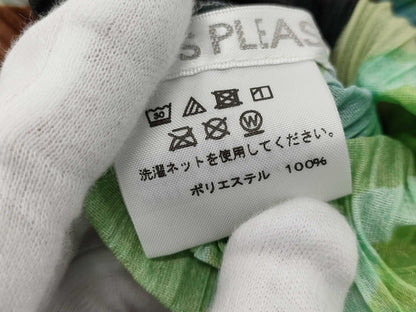 S PLEAS
30
W
洗濯ネットを使用してください。
ポリエステル 100%